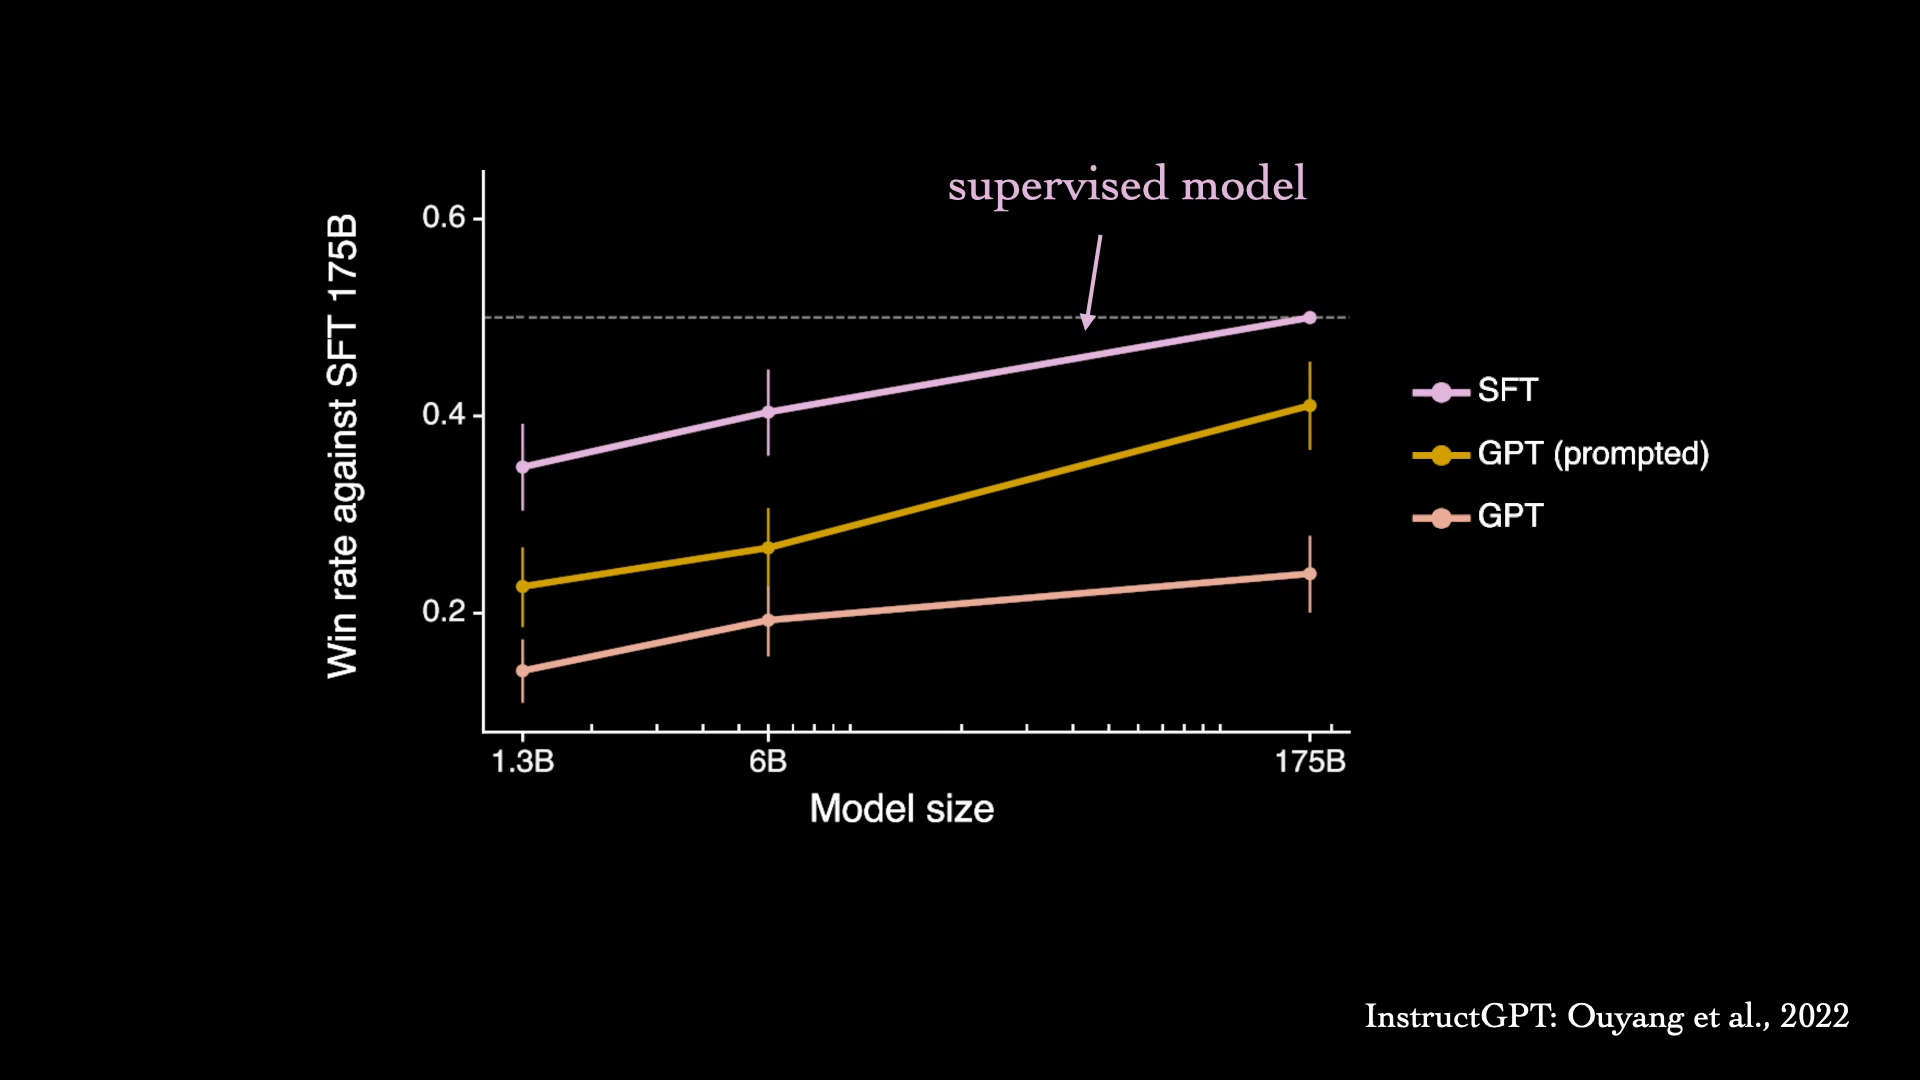 supervised model
0.6
0.4
0.2
Win rate against SFT 175B
1.3B
6B
175B
Model size
SFT
GPT (prompted)
GPT
InstructGPT: Ouyang et al., 2022